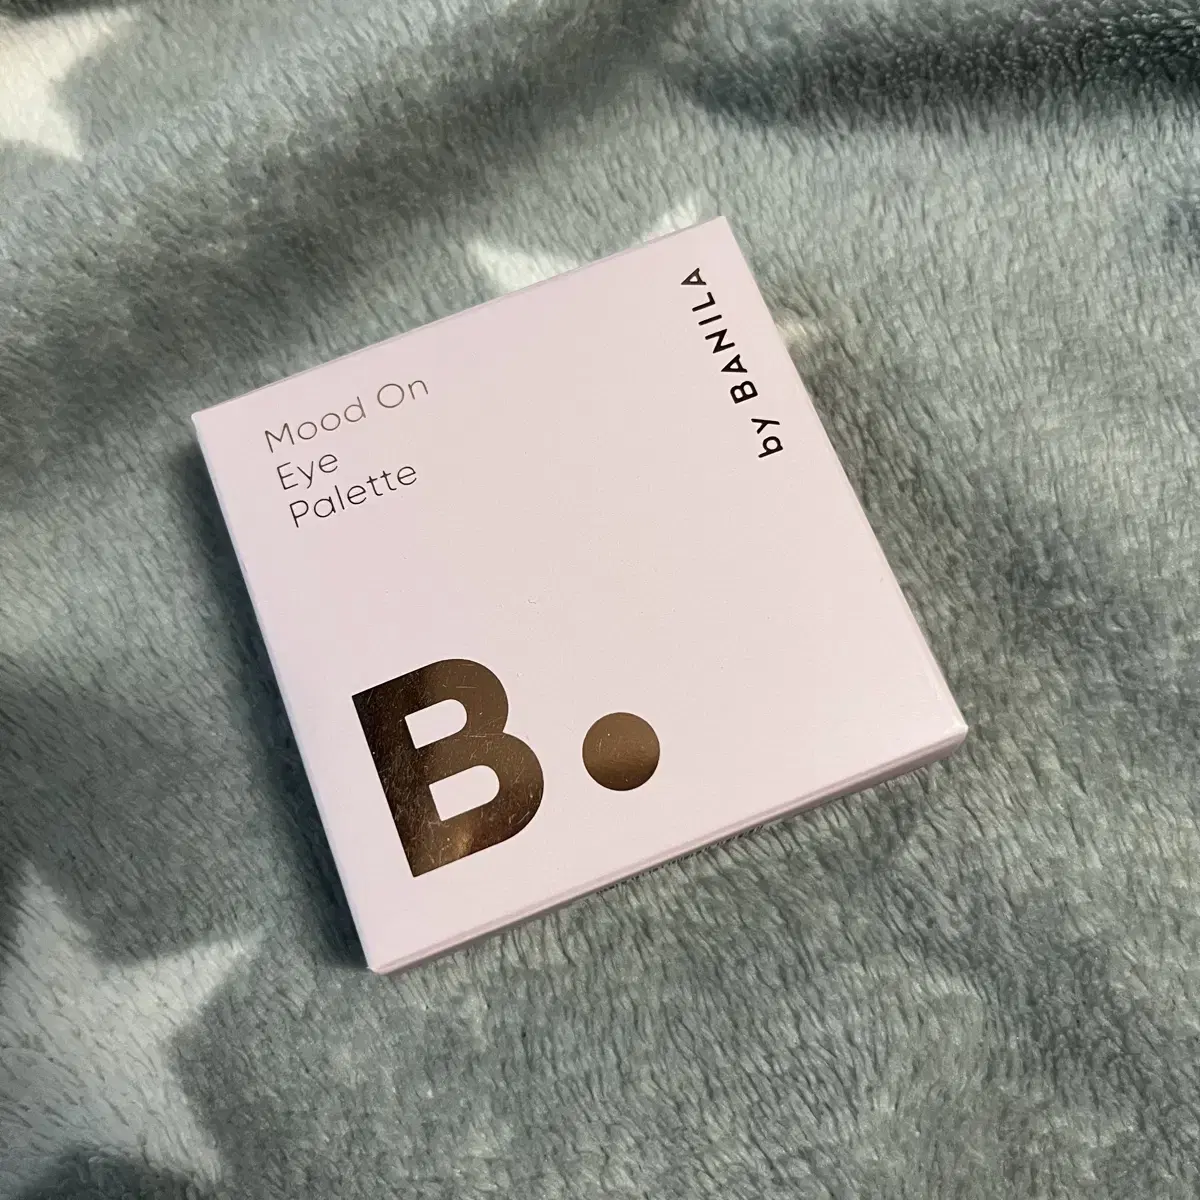 Mood On
Eye
Palette
by BANILA
B.